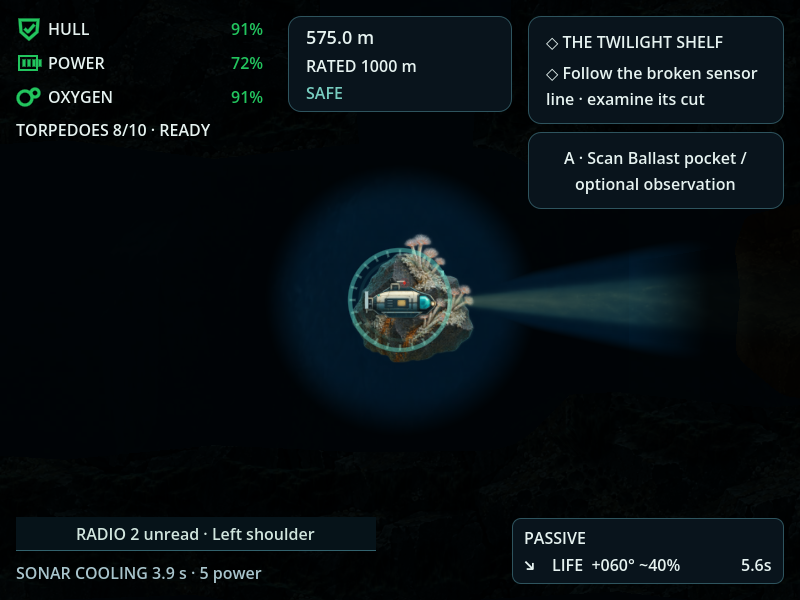 HULL 91%
POWER 72%
OXYGEN 91%
TORPEDOES 8/10 · READY
575.0 m
RATED 1000 m
SAFE
◇ THE TWILIGHT SHELF
◇ Follow the broken sensor
line · examine its cut
A · Scan Ballast pocket /
optional observation
RADIO 2 unread · Left shoulder
SONAR COOLING 3.9 s · 5 power
PASSIVE
↘ LIFE +060° ~40% 5.6s